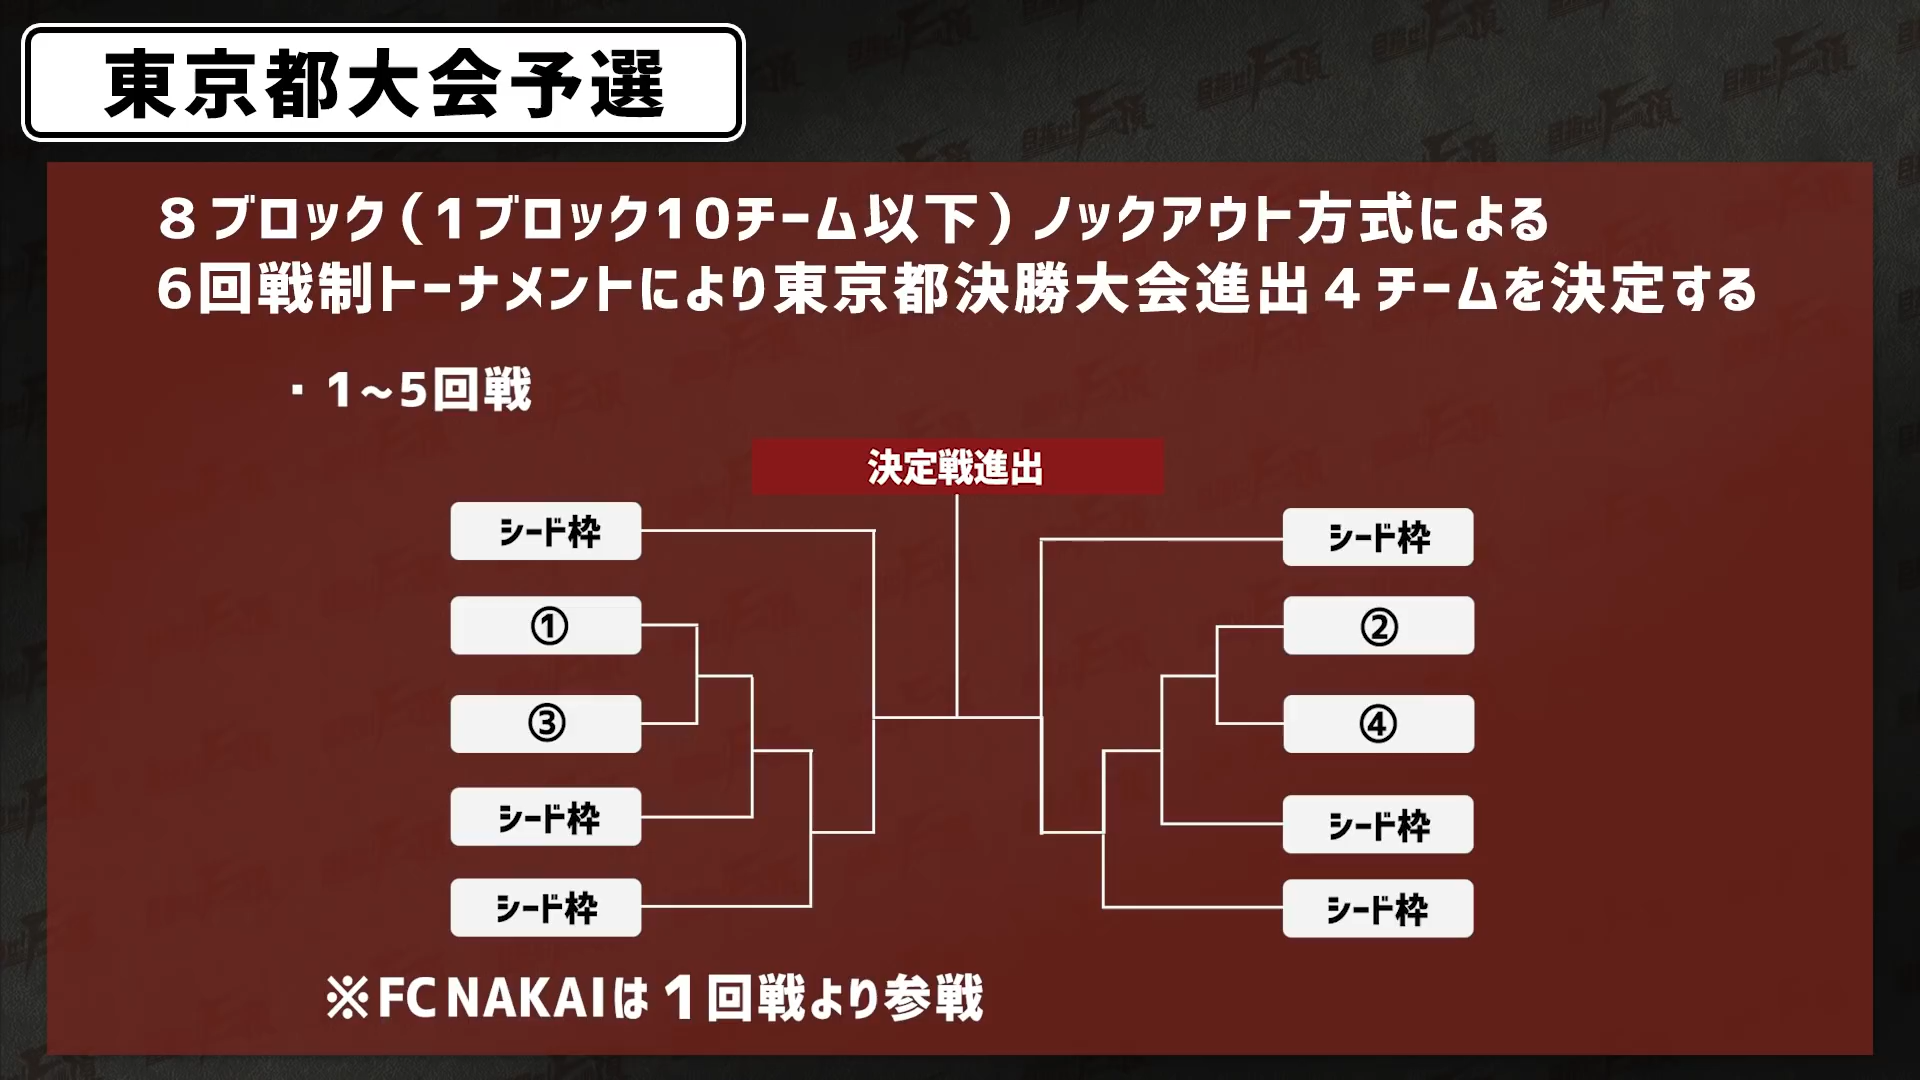 東京都大会予選
8ブロック(1ブロック10チーム以下)ノックアウト方式による
6回戦制トーナメントにより東京都決勝大会進出4チームを決定する
・1~5回戦
決定戦進出
シード枠
①
③
シード枠
シード枠
シード枠
②
④
シード枠
シード枠
※FC NAKAIは1回戦より参戦